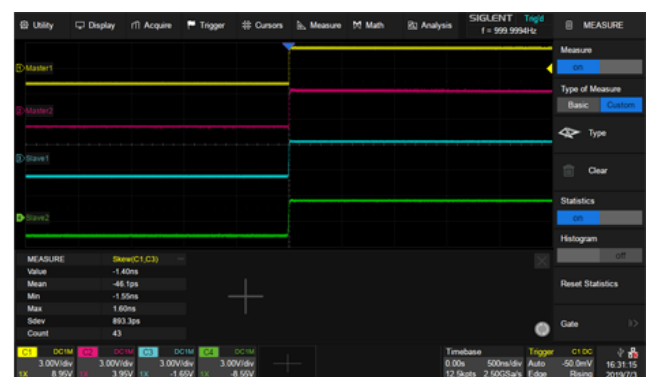 Utility Display Acquire Trigger Cursors Measure Math Analysis SIGLENT Trig'd MEASURE
f = 999.9994Hz
Measure
on
Master1
Type of Measure
Basic Custom
Master2
Type
Slave1
Clear
Statistics
on
Slave2
Histogram
off
MEASURE Skew(C1,C3)
Value -1.40ns
Mean -46.1ps
Min -1.55ns
Max 1.60ns
Sdev 893.3ps
Count 43
Reset Statistics
Gate
C1 DC1M C2 DC1M C3 DC1M C4 DC1M Timebase Trigger C1 DC
3.00V/div 3.00V/div 3.00V/div 3.00V/div 0.00s 500ns/div Auto -50.0mV 16:31:15
1X 8.95V 1X 3.95V 1X -1.65V 1X -8.55V 12.5kpts 2.50GSa/s Edge Rising 2019/7/3